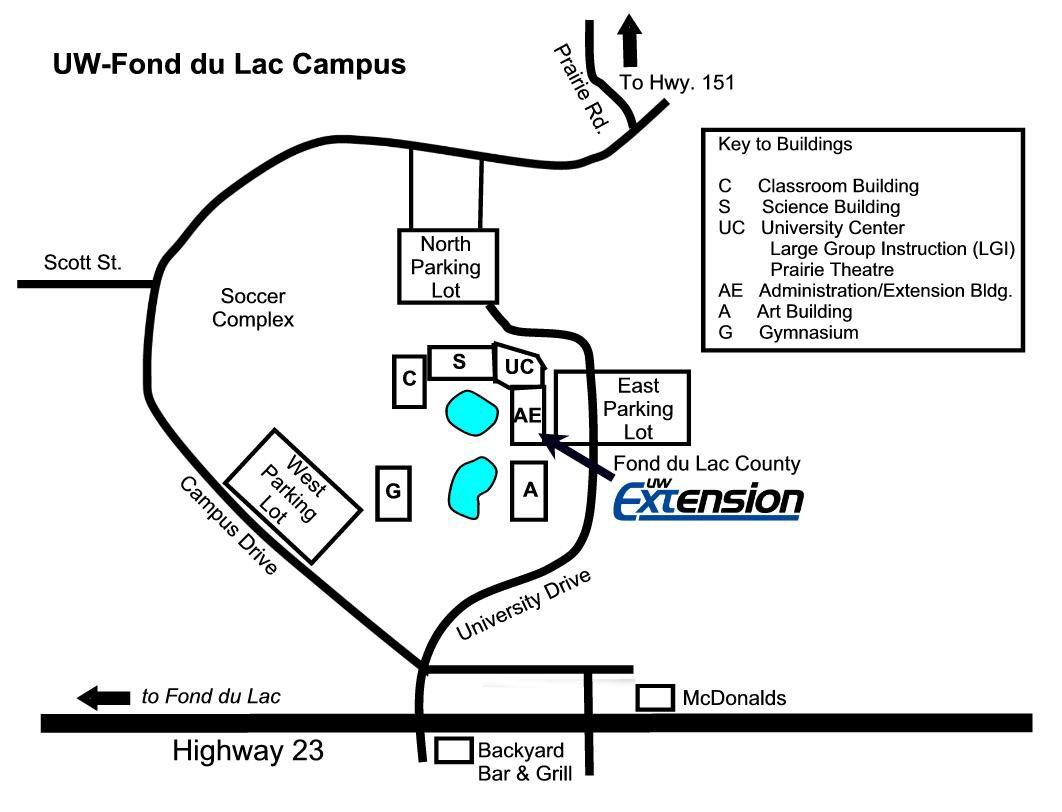 UW-Fond du Lac Campus
Prairie Rd.
To Hwy. 151
Key to Buildings
C Classroom Building
S Science Building
UC University Center
Large Group Instruction (LGI)
Prairie Theatre
AE Administration/Extension Bldg.
A Art Building
G Gymnasium
North
Parking
Lot
Scott St.
Soccer
Complex
C
S
UC
AE
East
Parking
Lot
West
Parking
Lot
G
A
Fond du Lac County
UW
Extension
Campus Drive
University Drive
to Fond du Lac
McDonalds
Highway 23
Backyard
Bar & Grill